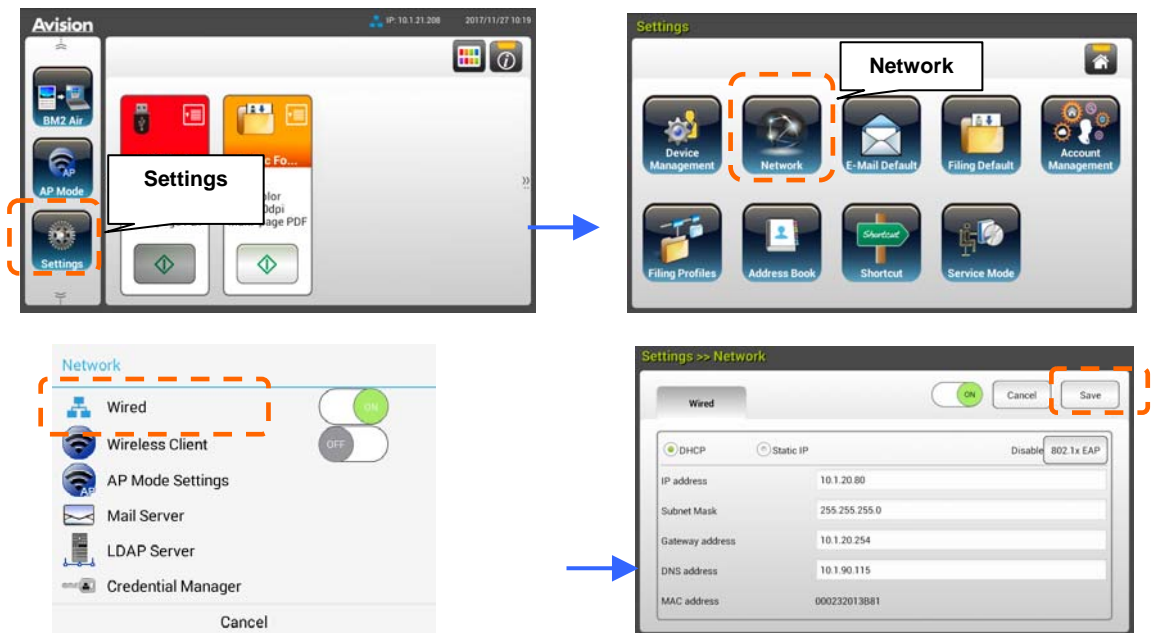 Avision
IP: 10.1.21.208 2017/11/27 10:19
BM2 Air
AP Mode
Settings
Settings
c Fo...
olor
0dpi
page PDF
Settings
Network
Device Management
Network
E-Mail Default
Filing Default
Account Management
Filing Profiles
Address Book
Shortcut
Shortcut
Service Mode
Network
Wired ON
Wireless Client OFF
AP Mode Settings
Mail Server
LDAP Server
Credential Manager
Cancel
Settings >> Network
Wired ON Cancel Save
DHCP Static IP Disable 802.1x EAP
IP address 10.1.20.80
Subnet Mask 255.255.255.0
Gateway address 10.1.20.254
DNS address 10.1.90.115
MAC address 000232013B81